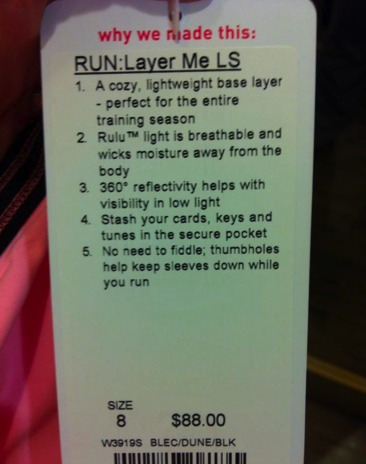 why we made this:
RUN:Layer Me LS
1. A cozy, lightweight base layer
- perfect for the entire
training season
2. Rulu™ light is breathable and
wicks moisture away from the
body
3. 360° reflectivity helps with
visibility in low light
4. Stash your cards, keys and
tunes in the secure pocket
5. No need to fiddle; thumbholes
help keep sleeves down while
you run
SIZE
8 $88.00
W3919S BLEC/DUNE/BLK